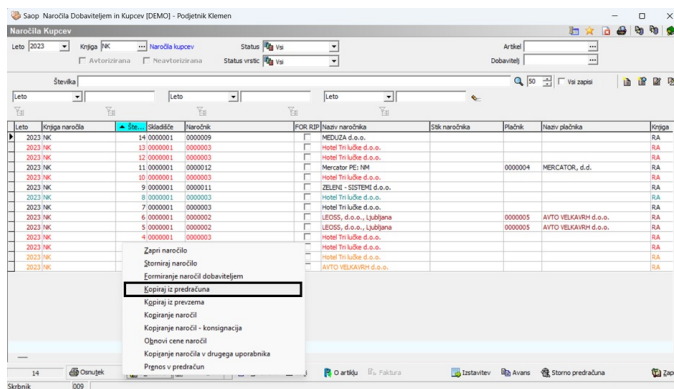 Saop Naročila Dobaviteljem in Kupcev [DEMO] - Podjetnik Klemen
Naročila Kupcev
Leto 2023 Knjiga NK ... Naročila kupcev Status Vsi Artikel ...
Avtorizirana Neavtorizirana Status vrstic Vsi Dobavitelj ...
Številka 50 Vsi zapisi
Leto Leto Leto
Leto Knjiga naročila Šte... Skladišče Naročnik FOR RIP Naziv naročnika Stik naročnika Plačnik Naziv plačnika Knjiga
2023 NK 14 0000001 0000009 MEDUZA d.o.o. RA
2023 NK 13 0000001 0000003 Hotel Tri lučke d.o.o. RA
2023 NK 12 0000001 0000003 Hotel Tri lučke d.o.o. RA
2023 NK 11 0000001 0000012 Mercator PE: NM 0000004 MERCATOR, d.d. RA
2023 NK 10 0000001 0000003 Hotel Tri lučke d.o.o. RA
2023 NK 9 0000001 0000011 ZELENI - SISTEMI d.o.o. RA
2023 NK 8 0000001 0000003 Hotel Tri lučke d.o.o. RA
2023 NK 7 0000001 0000003 Hotel Tri lučke d.o.o. RA
2023 NK 6 0000001 0000002 LEOSS, d.o.o., Ljubljana 0000005 AVTO VELKAVRH d.o.o. RA
2023 NK 5 0000001 0000002 LEOSS, d.o.o., Ljubljana 0000005 AVTO VELKAVRH d.o.o. RA
2023 NK 4 0000001 0000003 Hotel Tri lučke d.o.o. RA
2023 NK Hotel Tri lučke d.o.o. RA
2023 NK Hotel Tri lučke d.o.o. RA
2023 NK AVTO VELKAVRH d.o.o. RA
Zapri naročilo
Storniraj naročilo
Formiranje naročil dobaviteljem
Kopiraj iz predračuna
Kopiraj iz prevzema
Kopiranje naročil
Kopiranje naročil - konsignacija
Obnovi cene naročil
Kopiranje naročila v drugega uporabnika
Prenos v predračun
14 Osnutek O artiklu Faktura Izstavitev Avans Storno predračuna
Skrbnik 009